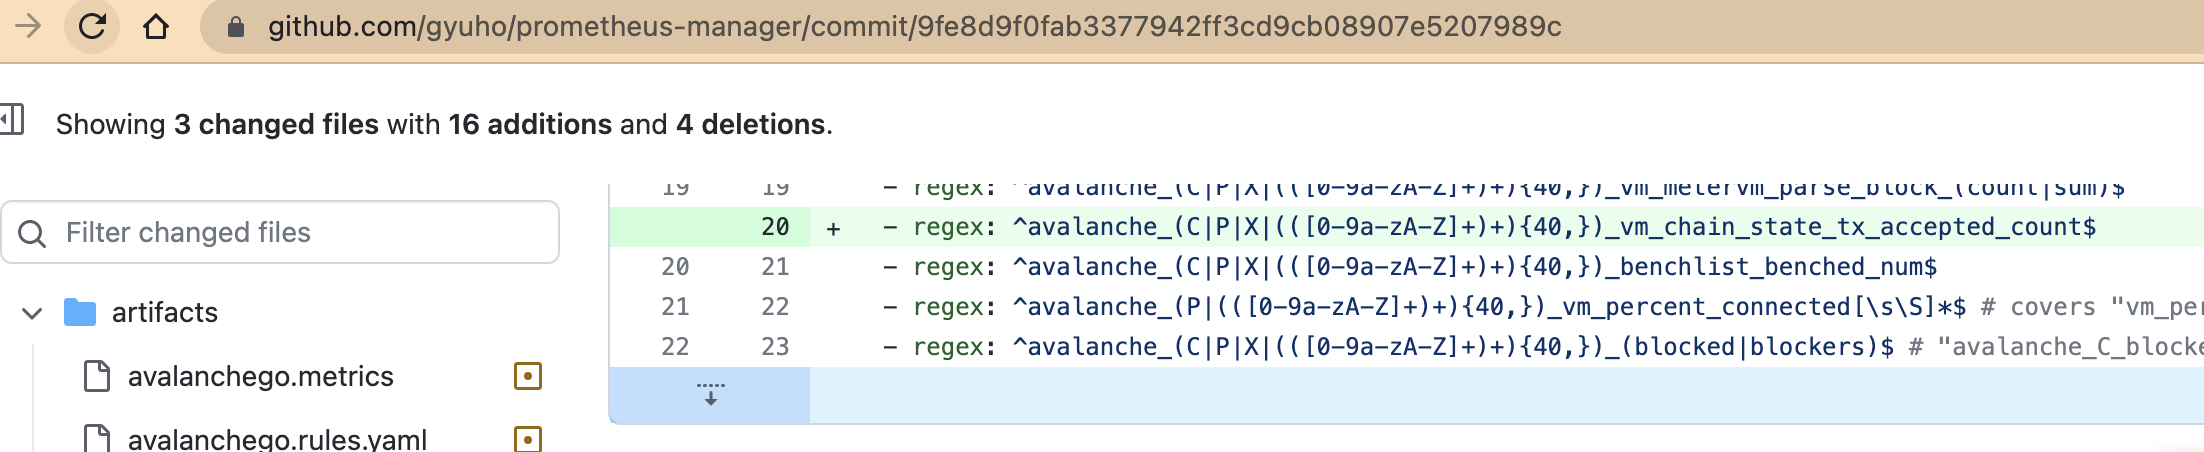 github.com/gyuho/prometheus-manager/commit/9fe8d9f0fab3377942ff3cd9cb08907e5207989c
Showing 3 changed files with 16 additions and 4 deletions.
Filter changed files
artifacts
avalanchego.metrics
avalanchego.rules.yaml
19 19 - regex: ^avalanche_(C|P|X|(([0-9a-zA-Z]+)+){40,})_vm_metervm_parse_block_(count|sum)$
20 + - regex: ^avalanche_(C|P|X|(([0-9a-zA-Z]+)+){40,})_vm_chain_state_tx_accepted_count$
20 21 - regex: ^avalanche_(C|P|X|(([0-9a-zA-Z]+)+){40,})_benchlist_benched_num$
21 22 - regex: ^avalanche_(P|(([0-9a-zA-Z]+)+){40,})_vm_percent_connected[\s\S]*$ # covers "vm_per
22 23 - regex: ^avalanche_(C|P|X|(([0-9a-zA-Z]+)+){40,})_(blocked|blockers)$ # "avalanche_C_blocke